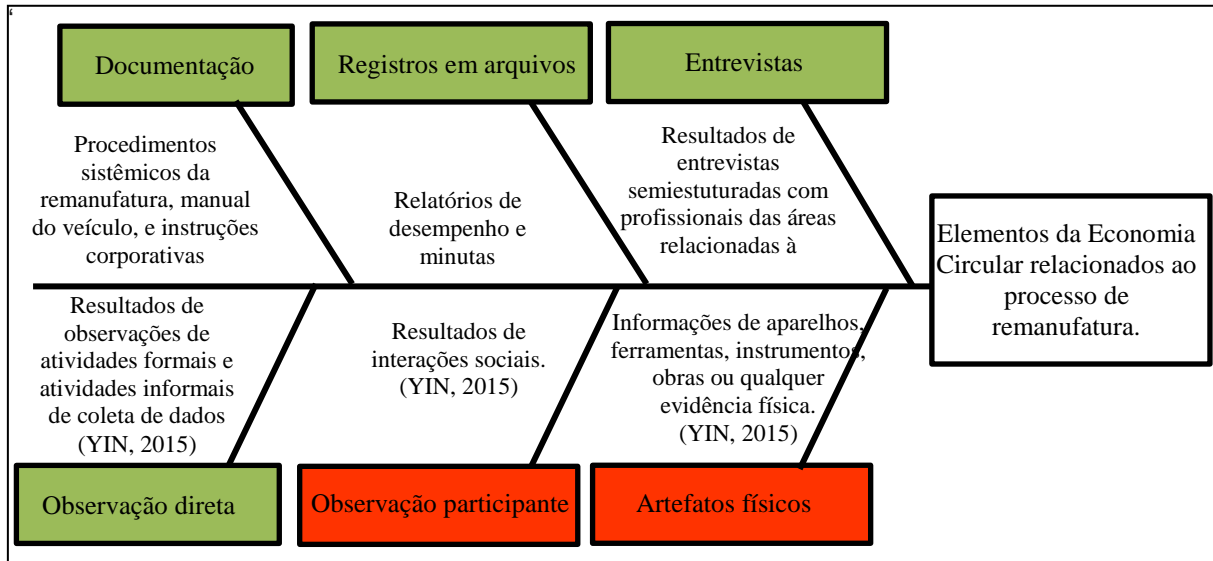 ‘
Documentação
Registros em arquivos
Entrevistas
Procedimentos
sistêmicos da
remanufatura, manual
do veículo, e instruções
corporativas
Relatórios de
desempenho e
minutas
Resultados de
entrevistas
semiestuturadas com
profissionais das áreas
relacionadas à
Elementos da Economia
Circular relacionados ao
processo de
remanufatura.
Resultados de
observações de
atividades formais e
atividades informais
de coleta de dados
(YIN, 2015)
Resultados de
interações sociais.
(YIN, 2015)
Informações de aparelhos,
ferramentas, instrumentos,
obras ou qualquer
evidência física.
(YIN, 2015)
Observação direta
Observação participante
Artefatos físicos